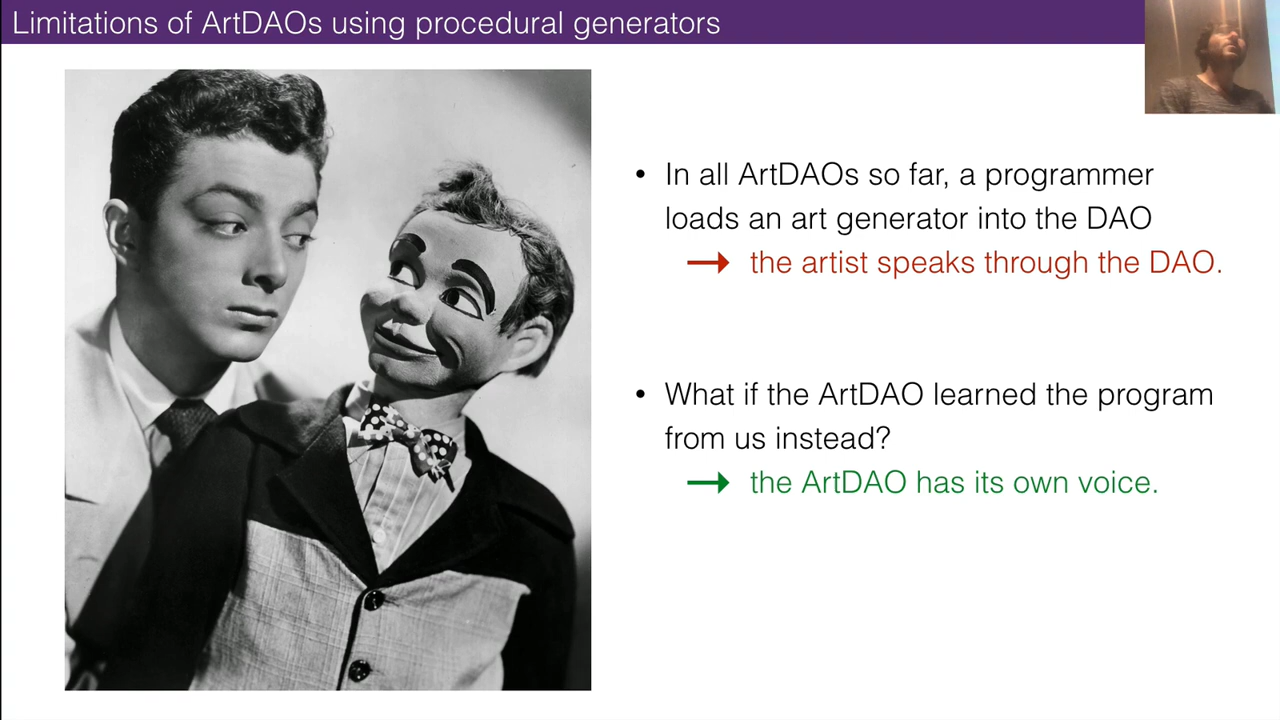 Limitations of ArtDAOs using procedural generators
• In all ArtDAOs so far, a programmer
loads an art generator into the DAO
→ the artist speaks through the DAO.
• What if the ArtDAO learned the program
from us instead?
→ the ArtDAO has its own voice.